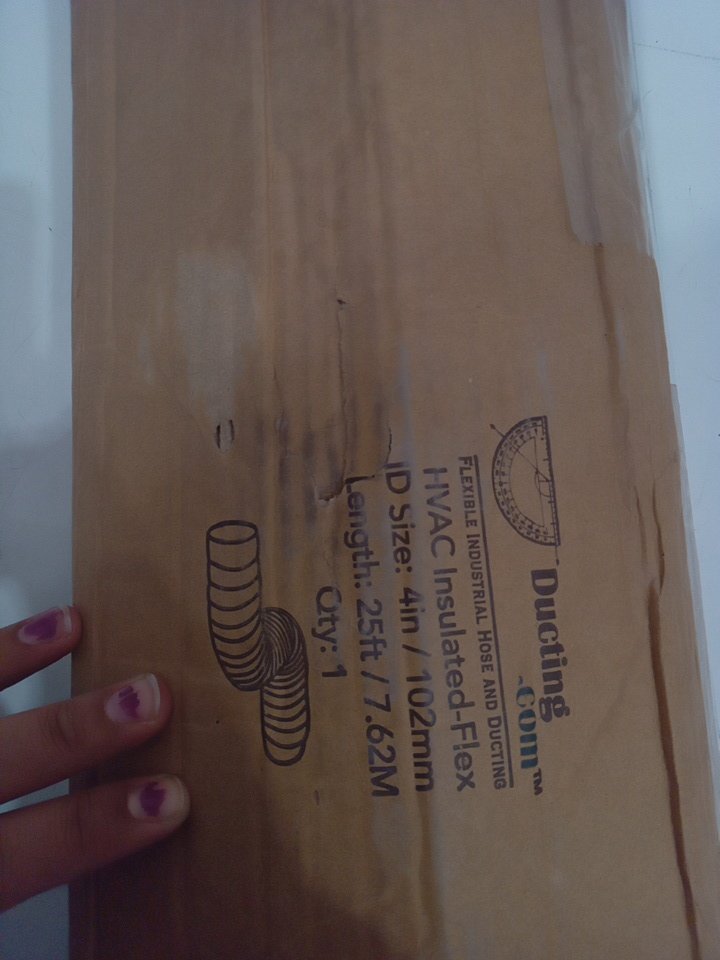 Ducting
.com™
FLEXIBLE INDUSTRIAL HOSE AND DUCTING
HVAC Insulated-Flex
ID Size: 4in / 102mm
Length: 25ft / 7.62M
Qty: 1